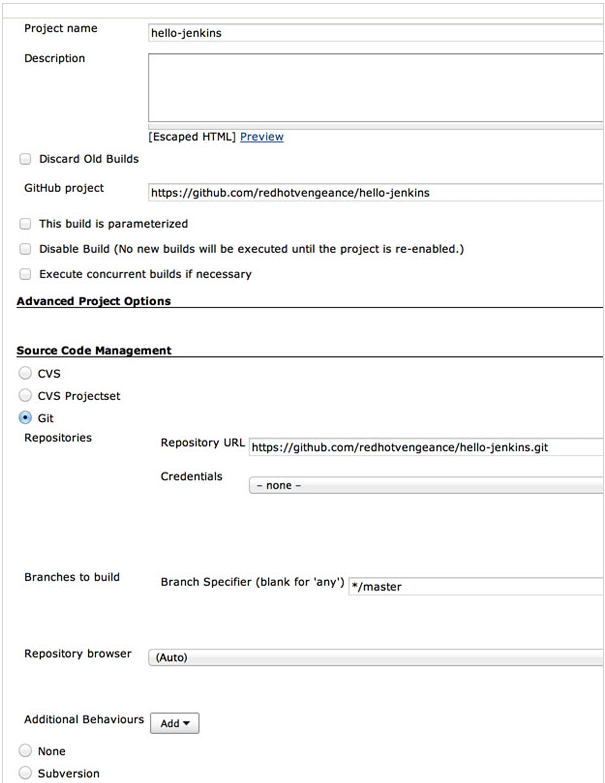 Project name hello-jenkins
Description
[Escaped HTML] Preview
Discard Old Builds
GitHub project https://github.com/redhotvengeance/hello-jenkins
This build is parameterized
Disable Build (No new builds will be executed until the project is re-enabled.)
Execute concurrent builds if necessary
Advanced Project Options
Source Code Management
CVS
CVS Projectset
Git
Repositories Repository URL https://github.com/redhotvengeance/hello-jenkins.git
Credentials – none –
Branches to build Branch Specifier (blank for 'any') */master
Repository browser (Auto)
Additional Behaviours Add
None
Subversion